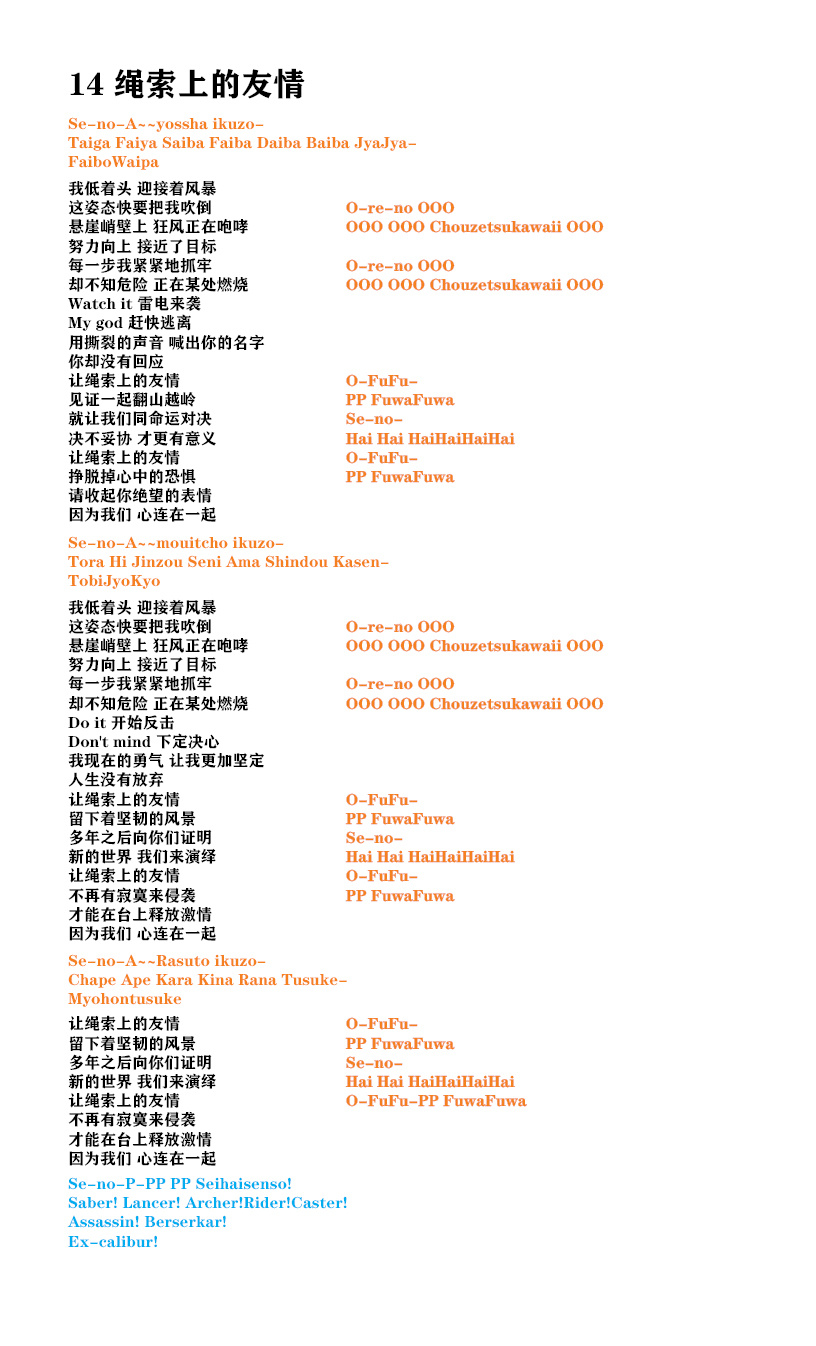 14 绳索上的友情
Se-no-A~~yossha ikuzo-
Taiga Faiya Saiba Faiba Daiba Baiba JyaJya-
FaiboWaipa
我低着头 迎接着风暴
这姿态快要把我吹倒 O-re-no OOO
悬崖峭壁上 狂风正在咆哮 OOO OOO Chouzetsukawaii OOO
努力向上 接近了目标
每一步我紧紧地抓牢 O-re-no OOO
却不知危险 正在某处燃烧 OOO OOO Chouzetsukawaii OOO
Watch it 雷电来袭
My god 赶快逃离
用撕裂的声音 喊出你的名字
你却没有回应
让绳索上的友情 O-FuFu-
见证一起翻山越岭 PP FuwaFuwa
就让我们同命运对决 Se-no-
决不妥协 才更有意义 Hai Hai HaiHaiHaiHai
让绳索上的友情 O-FuFu-
挣脱掉心中的恐惧 PP FuwaFuwa
请收起你绝望的表情
因为我们 心连在一起
Se-no-A~~mouitcho ikuzo-
Tora Hi Jinzou Seni Ama Shindou Kasen-
TobiJyoKyo
我低着头 迎接着风暴
这姿态快要把我吹倒 O-re-no OOO
悬崖峭壁上 狂风正在咆哮 OOO OOO Chouzetsukawaii OOO
努力向上 接近了目标
每一步我紧紧地抓牢 O-re-no OOO
却不知危险 正在某处燃烧 OOO OOO Chouzetsukawaii OOO
Do it 开始反击
Don't mind 下定决心
我现在的勇气 让我更加坚定
人生没有放弃
让绳索上的友情 O-FuFu-
留下着坚韧的风景 PP FuwaFuwa
多年之后向你们证明 Se-no-
新的世界 我们来演绎 Hai Hai HaiHaiHaiHai
让绳索上的友情 O-FuFu-
不再有寂寞来侵袭 PP FuwaFuwa
才能在台上释放激情
因为我们 心连在一起
Se-no-A~~Rasuto ikuzo-
Chape Ape Kara Kina Rana Tusuke-
Myohontusuke
让绳索上的友情 O-FuFu-
留下着坚韧的风景 PP FuwaFuwa
多年之后向你们证明 Se-no-
新的世界 我们来演绎 Hai Hai HaiHaiHaiHai
让绳索上的友情 O-FuFu-PP FuwaFuwa
不再有寂寞来侵袭
才能在台上释放激情
因为我们 心连在一起
Se-no-P-PP PP Seihaisenso!
Saber! Lancer! Archer!Rider!Caster!
Assassin! Berserkar!
Ex-calibur!